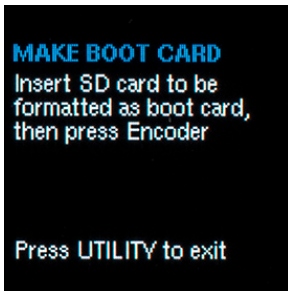 MAKE BOOT CARD
Insert SD card to be
formatted as boot card,
then press Encoder
Press UTILITY to exit